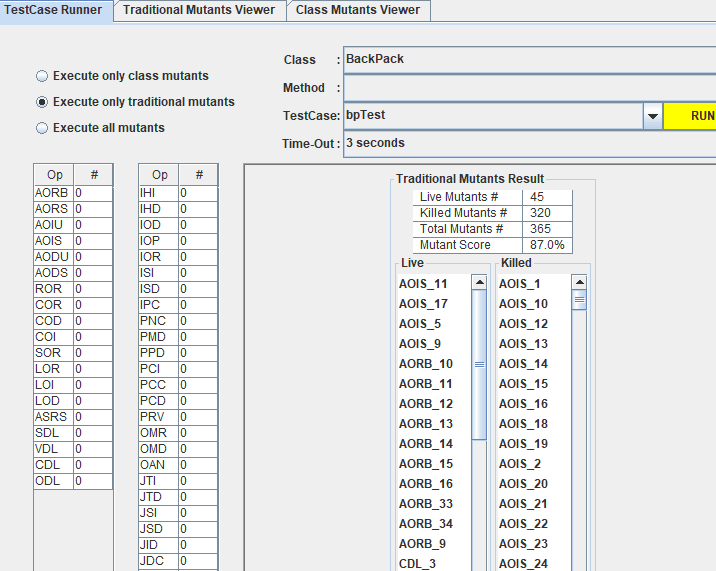 TestCase Runner Traditional Mutants Viewer Class Mutants Viewer
Execute only class mutants
Execute only traditional mutants
Execute all mutants
Class : BackPack
Method :
TestCase: bpTest RUN
Time-Out : 3 seconds
Op #
AORB 0
AORS 0
AOIU 0
AOIS 0
AODU 0
AODS 0
ROR 0
COR 0
COD 0
COI 0
SOR 0
LOR 0
LOI 0
LOD 0
ASRS 0
SDL 0
VDL 0
CDL 0
ODL 0
Op #
IHI 0
IHD 0
IOD 0
IOP 0
IOR 0
ISI 0
ISD 0
IPC 0
PNC 0
PMD 0
PPD 0
PCI 0
PCC 0
PCD 0
PRV 0
OMR 0
OMD 0
OAN 0
JTI 0
JTD 0
JSI 0
JSD 0
JID 0
JDC 0
Traditional Mutants Result
Live Mutants # 45
Killed Mutants # 320
Total Mutants # 365
Mutant Score 87.0%
Live
AOIS_11
AOIS_17
AOIS_5
AOIS_9
AORB_10
AORB_11
AORB_12
AORB_13
AORB_14
AORB_15
AORB_16
AORB_33
AORB_34
AORB_9
CDL_3
Killed
AOIS_1
AOIS_10
AOIS_12
AOIS_13
AOIS_14
AOIS_15
AOIS_16
AOIS_18
AOIS_19
AOIS_2
AOIS_20
AOIS_21
AOIS_22
AOIS_23
AOIS_24